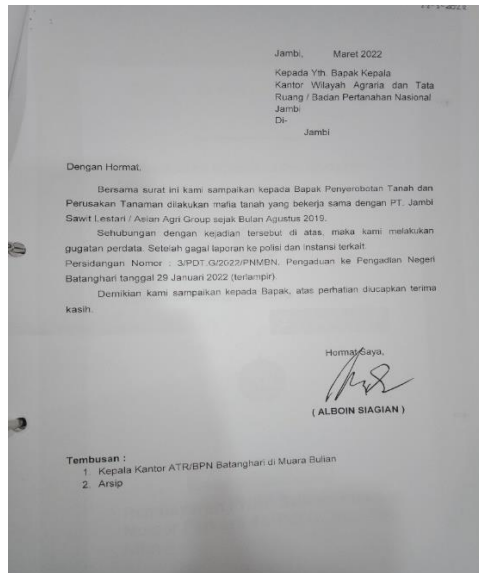 Jambi, Maret 2022
Kepada Yth. Bapak Kepala
Kantor Wilayah Agraria dan Tata
Ruang / Badan Pertanahan Nasional
Jambi
Di-
Jambi
Dengan Hormat,
Bersama surat ini kami sampaikan kepada Bapak Penyerobotan Tanah dan
Perusakan Tanaman dilakukan mafia tanah yang bekerja sama dengan PT. Jambi
Sawit Lestari / Asian Agri Group sejak Bulan Agustus 2019.
Sehubungan dengan kejadian tersebut di atas, maka kami melakukan
gugatan perdata. Setelah gagal laporan ke polisi dan instansi terkait
Persidangan Nomor : 3/PDT.G/2022/PNMBN. Pengaduan ke Pengadlan Negeri
Batanghari tanggal 29 Januari 2022 (terlampir).
Demikian kami sampaikan kepada Bapak, atas perhatian diucapkan terima
kasih.
Hormat Saya,
( ALBOIN SIAGIAN )
Tembusan :
1. Kepala Kantor ATR/BPN Batanghari di Muara Bulian
2. Arsip